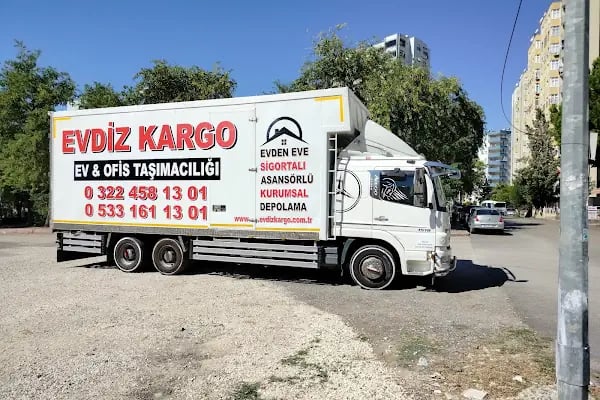 EVDİZ KARGO
EV & OFİS TAŞIMACILIĞI
0 322 458 13 01
0 533 161 13 01
EVDEN EVE
SİGORTALI
ASANSÖRLÜ
KURUMSAL
DEPOLAMA
www.evdizkargo.com.tr